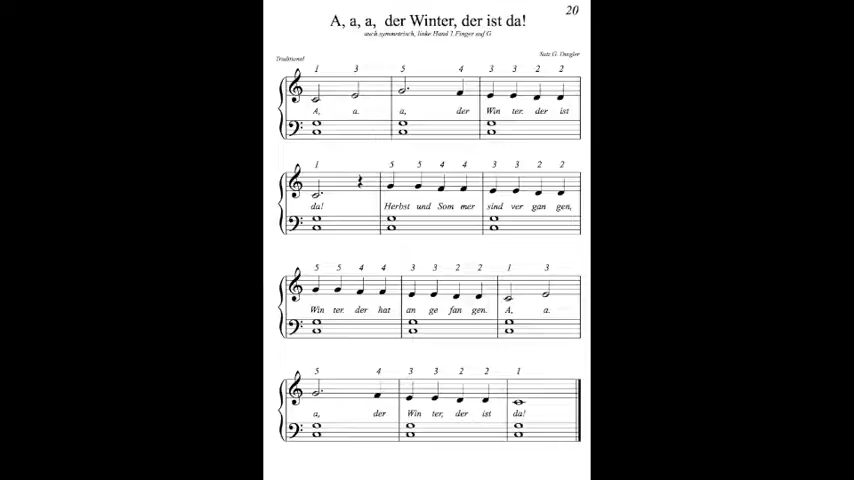 20
A, a, a, der Winter, der ist da!
auch symmetrisch, linke Hand 1.Finger auf G
Satz G. Dengler
Traditionel
1 3 5 4 3 3 2 2
A, a. a, der Win ter. der ist
1 5 5 4 4 3 3 2 2
da! Herbst und Som mer sind ver gan gen,
5 5 4 4 3 3 2 2 1 3
Win ter. der hat an ge fan gen. A, a.
5 4 3 3 2 2 1
a, der Win ter, der ist da!